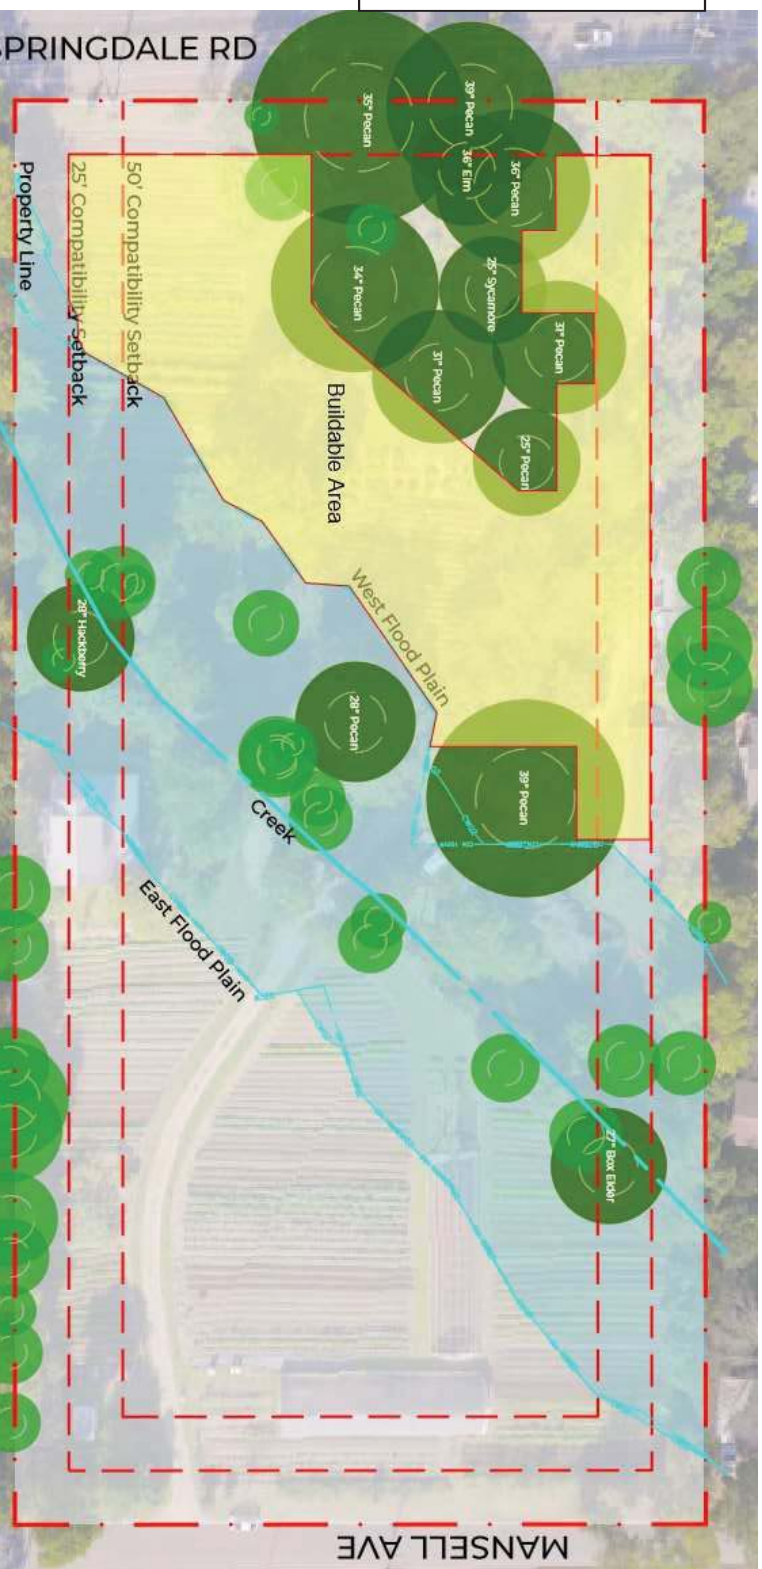 SPRINGDALE RD
35" Pecan
39" Pecan
36" Elm
36" Pecan
25" Sycamore
34" Pecan
31" Pecan
31" Pecan
25" Pecan
Property Line
25' Compatibility Setback
50' Compatibility Setback
Buildable Area
West Flood Plain
28" Hackberry
28" Pecan
39" Pecan
Creek
East Flood Plain
27" Box Elder
MANSELL AVE